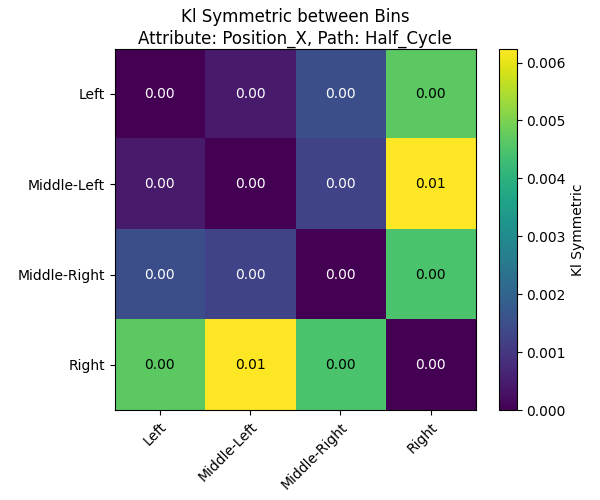 Kl Symmetric between Bins
Attribute: Position_X, Path: Half_Cycle
Left 0.00 0.00 0.00 0.00
Middle-Left 0.00 0.00 0.00 0.01
Middle-Right 0.00 0.00 0.00 0.00
Right 0.00 0.01 0.00 0.00
Left
Middle-Left
Middle-Right
Right
0.006
0.005
0.004
0.003
0.002
0.001
0.000
Kl Symmetric